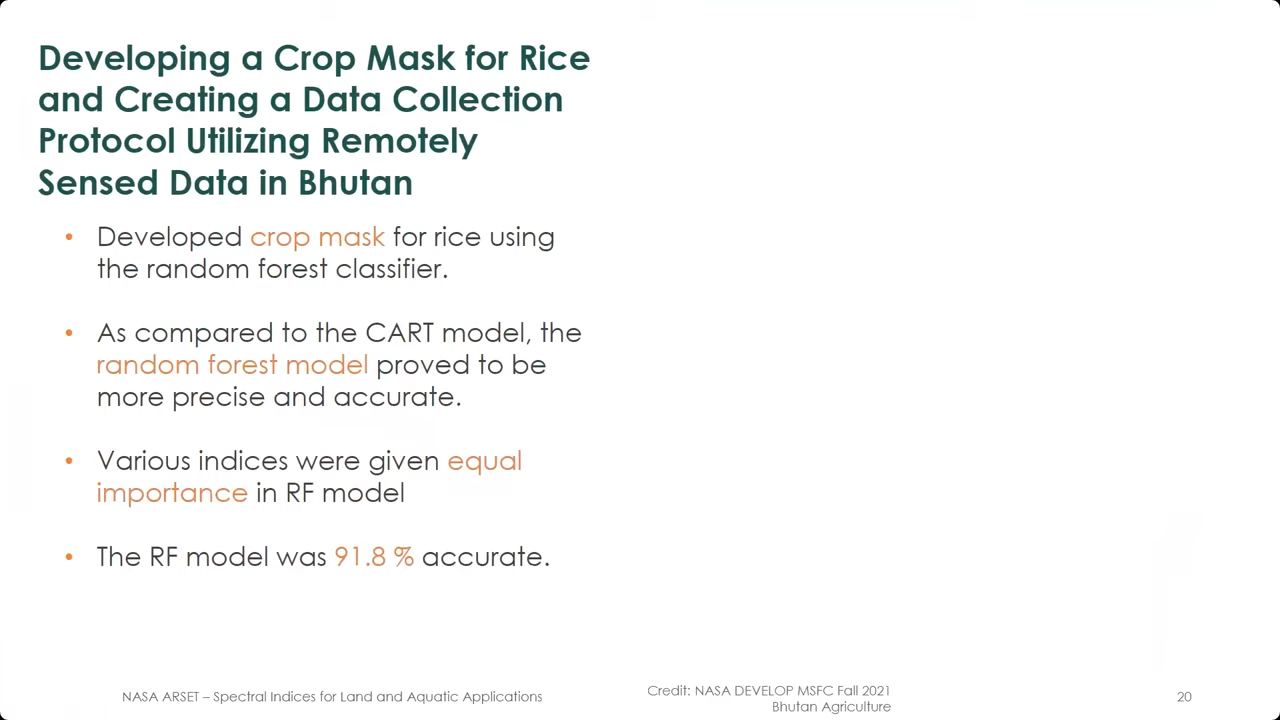 Developing a Crop Mask for Rice
and Creating a Data Collection
Protocol Utilizing Remotely
Sensed Data in Bhutan
• Developed crop mask for rice using
the random forest classifier.
• As compared to the CART model, the
random forest model proved to be
more precise and accurate.
• Various indices were given equal
importance in RF model
• The RF model was 91.8 % accurate.
NASA ARSET – Spectral Indices for Land and Aquatic Applications
Credit: NASA DEVELOP MSFC Fall 2021
Bhutan Agriculture
20